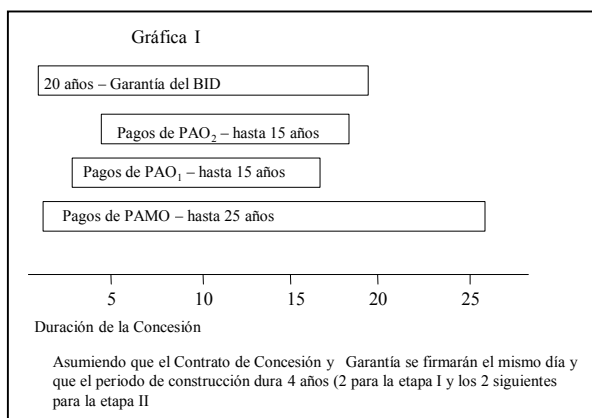 Gráfica I
20 años – Garantía del BID
Pagos de PAO₂ – hasta 15 años
Pagos de PAO₁ – hasta 15 años
Pagos de PAMO – hasta 25 años
5 10 15 20 25
Duración de la Concesión
Asumiendo que el Contrato de Concesión y Garantía se firmarán el mismo día y
que el periodo de construcción dura 4 años (2 para la etapa I y los 2 siguientes
para la etapa II